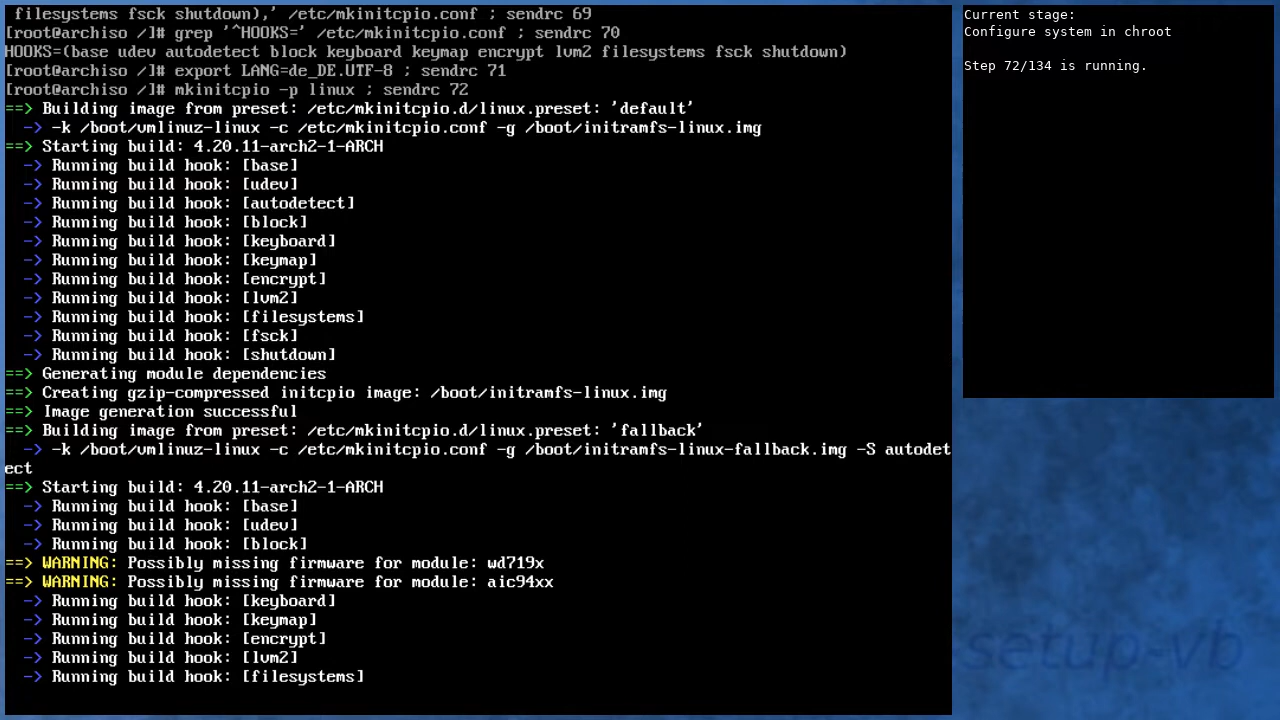 filesystems fsck shutdown),' /etc/mkinitcpio.conf ; sendrc 69
[root@archiso /]# grep '^HOOKS=' /etc/mkinitcpio.conf ; sendrc 70
HOOKS=(base udev autodetect block keyboard keymap encrypt lvm2 filesystems fsck shutdown)
[root@archiso /]# export LANG=de_DE.UTF-8 ; sendrc 71
[root@archiso /]# mkinitcpio -p linux ; sendrc 72
==> Building image from preset: /etc/mkinitcpio.d/linux.preset: 'default'
  -> -k /boot/vmlinuz-linux -c /etc/mkinitcpio.conf -g /boot/initramfs-linux.img
==> Starting build: 4.20.11-arch2-1-ARCH
  -> Running build hook: [base]
  -> Running build hook: [udev]
  -> Running build hook: [autodetect]
  -> Running build hook: [block]
  -> Running build hook: [keyboard]
  -> Running build hook: [keymap]
  -> Running build hook: [encrypt]
  -> Running build hook: [lvm2]
  -> Running build hook: [filesystems]
  -> Running build hook: [fsck]
  -> Running build hook: [shutdown]
==> Generating module dependencies
==> Creating gzip-compressed initcpio image: /boot/initramfs-linux.img
==> Image generation successful
==> Building image from preset: /etc/mkinitcpio.d/linux.preset: 'fallback'
  -> -k /boot/vmlinuz-linux -c /etc/mkinitcpio.conf -g /boot/initramfs-linux-fallback.img -S autodet
ect
==> Starting build: 4.20.11-arch2-1-ARCH
  -> Running build hook: [base]
  -> Running build hook: [udev]
  -> Running build hook: [block]
==> WARNING: Possibly missing firmware for module: wd719x
==> WARNING: Possibly missing firmware for module: aic94xx
  -> Running build hook: [keyboard]
  -> Running build hook: [keymap]
  -> Running build hook: [encrypt]
  -> Running build hook: [lvm2]
  -> Running build hook: [filesystems]
Current stage:
Configure system in chroot
Step 72/134 is running.
setup-vb